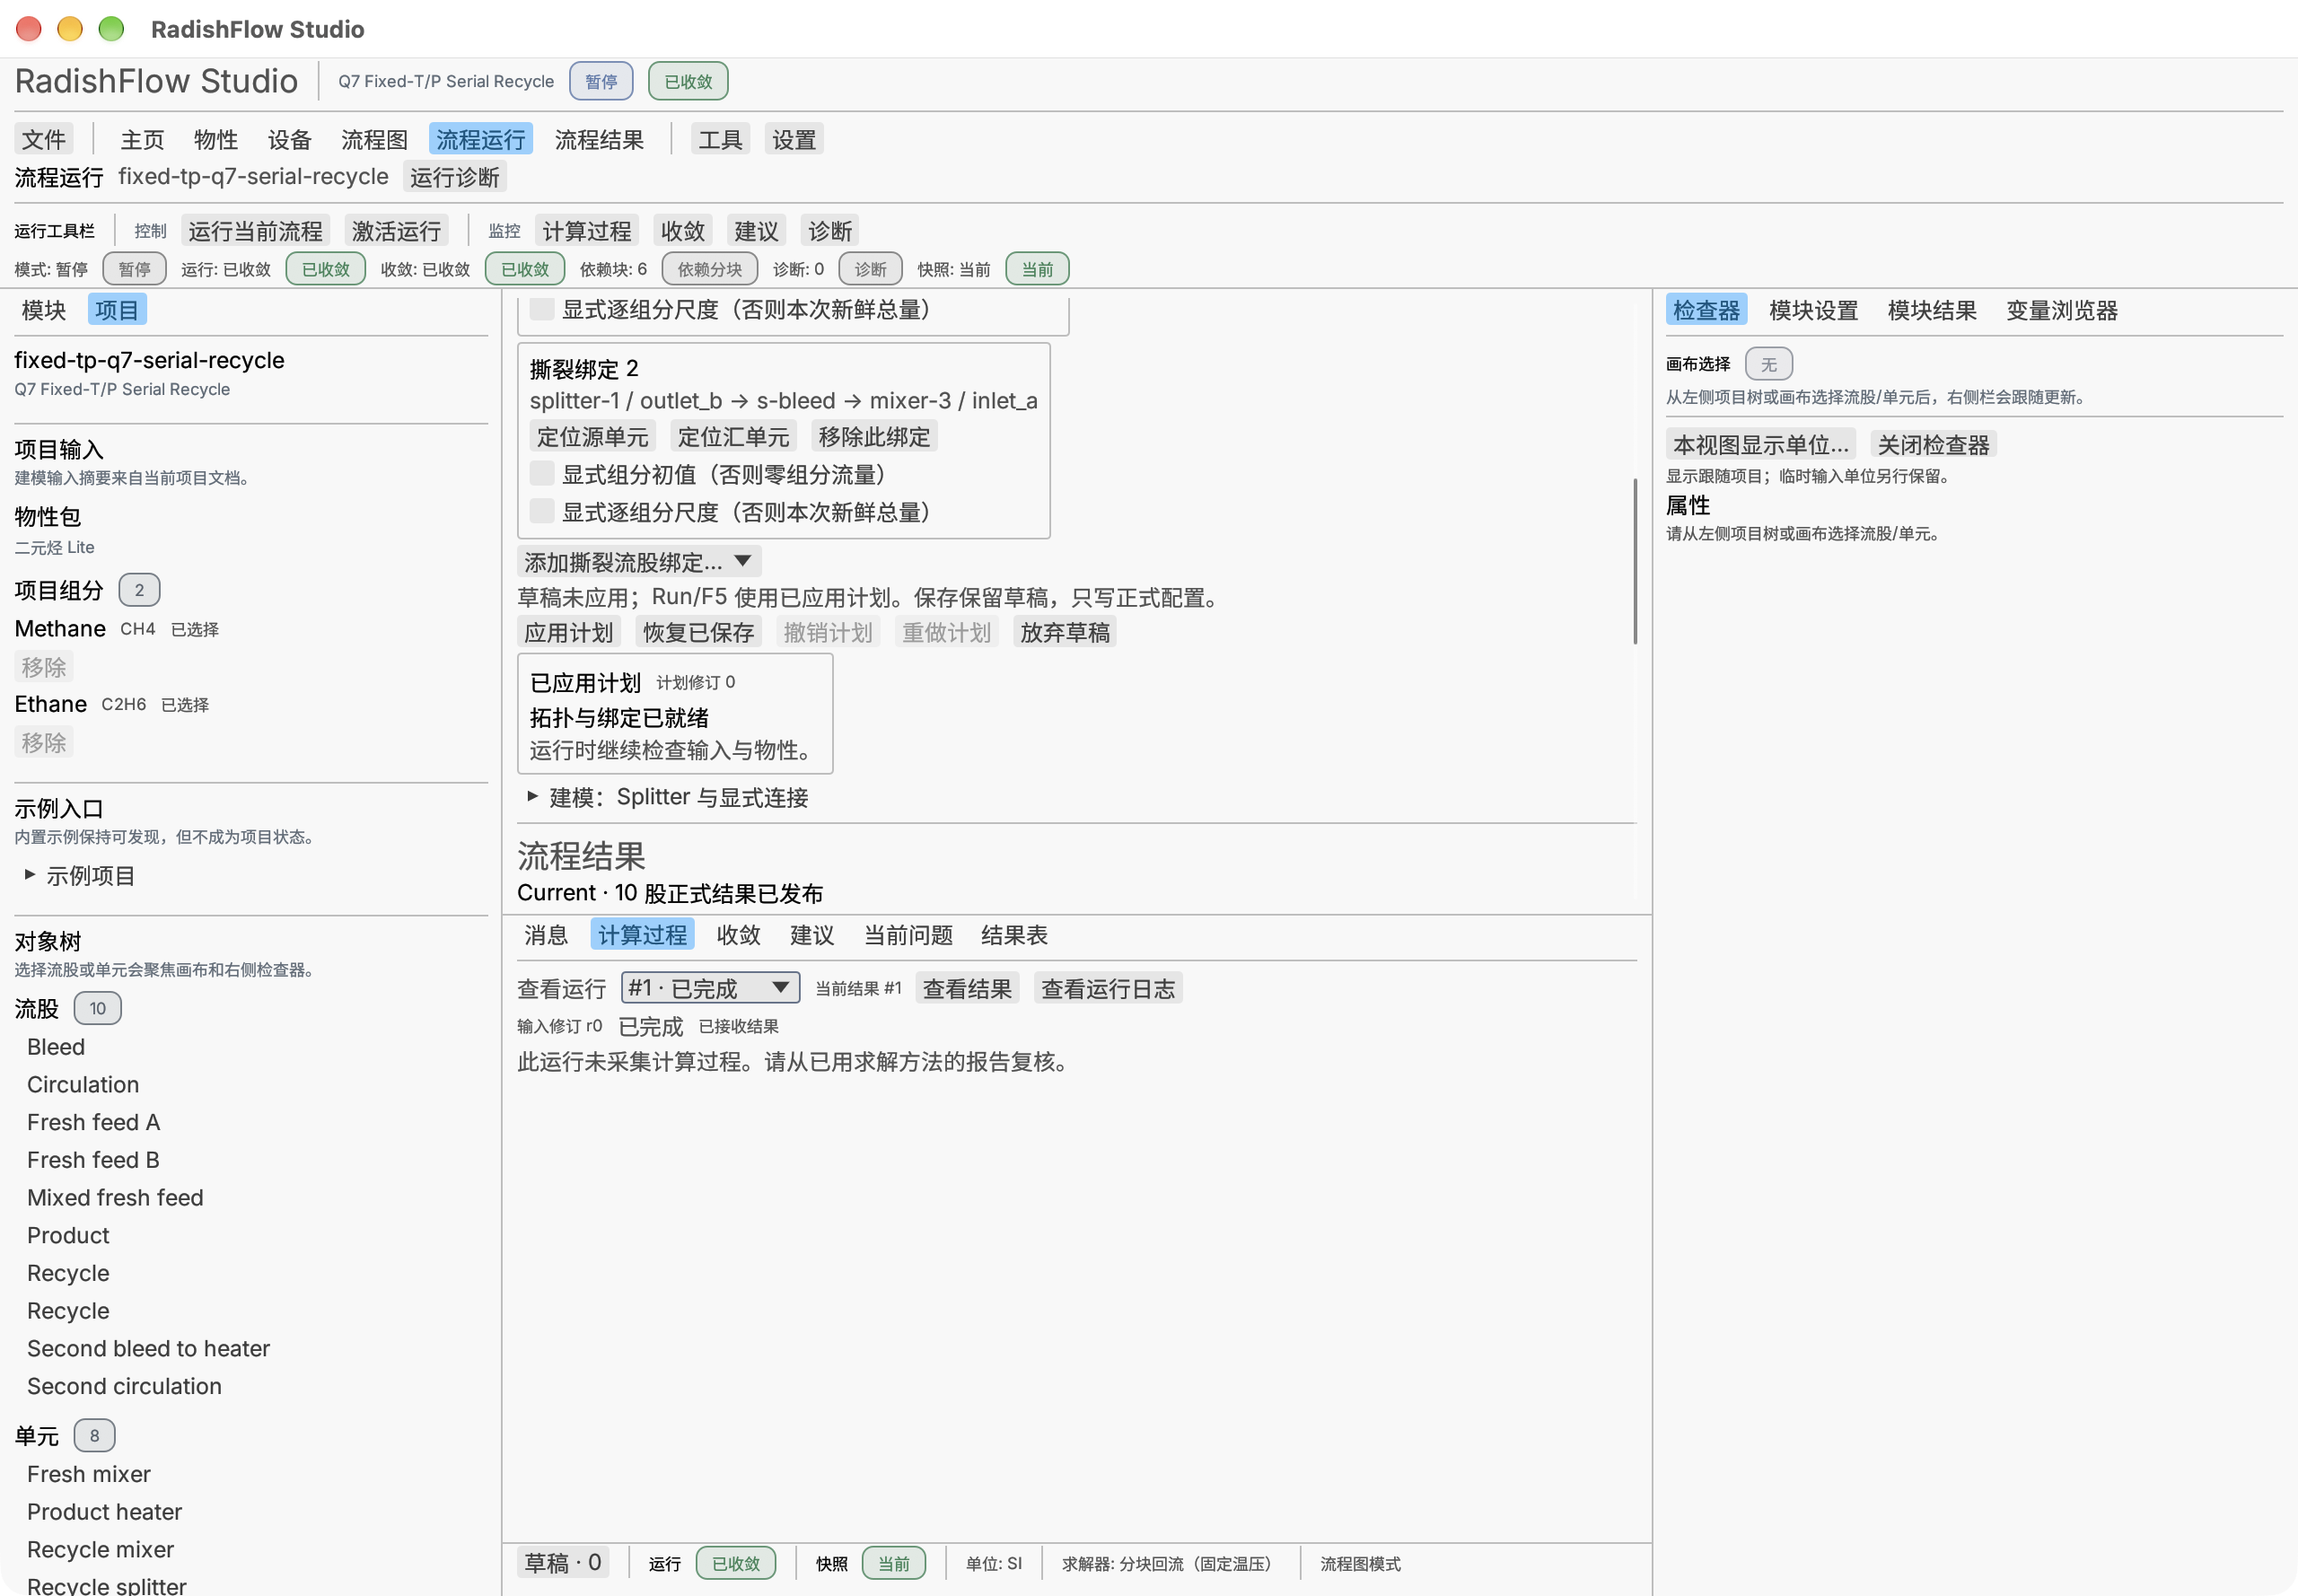 RadishFlow Studio
RadishFlow Studio Q7 Fixed-T/P Serial Recycle 暂停 已收敛
文件 主页 物性 设备 流程图 流程运行 流程结果 工具 设置
流程运行 fixed-tp-q7-serial-recycle 运行诊断
运行工具栏 控制 运行当前流程 激活运行 监控 计算过程 收敛 建议 诊断
模式: 暂停 暂停 运行: 已收敛 已收敛 收敛: 已收敛 已收敛 依赖块: 6 依赖分块 诊断: 0 诊断 快照: 当前 当前
模块 项目
fixed-tp-q7-serial-recycle
Q7 Fixed-T/P Serial Recycle
项目输入
建模输入摘要来自当前项目文档。
物性包
二元烃 Lite
项目组分 2
Methane CH4 已选择
移除
Ethane C2H6 已选择
移除
示例入口
内置示例保持可发现，但不成为项目状态。
示例项目
对象树
选择流股或单元会聚焦画布和右侧检查器。
流股 10
Bleed
Circulation
Fresh feed A
Fresh feed B
Mixed fresh feed
Product
Recycle
Recycle
Second bleed to heater
Second circulation
单元 8
Fresh mixer
Product heater
Recycle mixer
Recycle splitter
显式逐组分尺度（否则本次新鲜总量）
撕裂绑定 2
splitter-1 / outlet_b → s-bleed → mixer-3 / inlet_a
定位源单元 定位汇单元 移除此绑定
显式组分初值（否则零组分流量）
显式逐组分尺度（否则本次新鲜总量）
添加撕裂流股绑定...
草稿未应用；Run/F5 使用已应用计划。保存保留草稿，只写正式配置。
应用计划 恢复已保存 撤销计划 重做计划 放弃草稿
已应用计划 计划修订 0
拓扑与绑定已就绪
运行时继续检查输入与物性。
建模：Splitter 与显式连接
流程结果
Current · 10 股正式结果已发布
消息 计算过程 收敛 建议 当前问题 结果表
查看运行 #1 · 已完成 当前结果 #1 查看结果 查看运行日志
输入修订 r0 已完成 已接收结果
此运行未采集计算过程。请从已用求解方法的报告复核。
草稿 · 0 运行 已收敛 快照 当前 单位: SI 求解器: 分块回流（固定温压） 流程图模式
检查器 模块设置 模块结果 变量浏览器
画布选择 无
从左侧项目树或画布选择流股/单元后，右侧栏会跟随更新。
本视图显示单位... 关闭检查器
显示跟随项目；临时输入单位另行保留。
属性
请从左侧项目树或画布选择流股/单元。